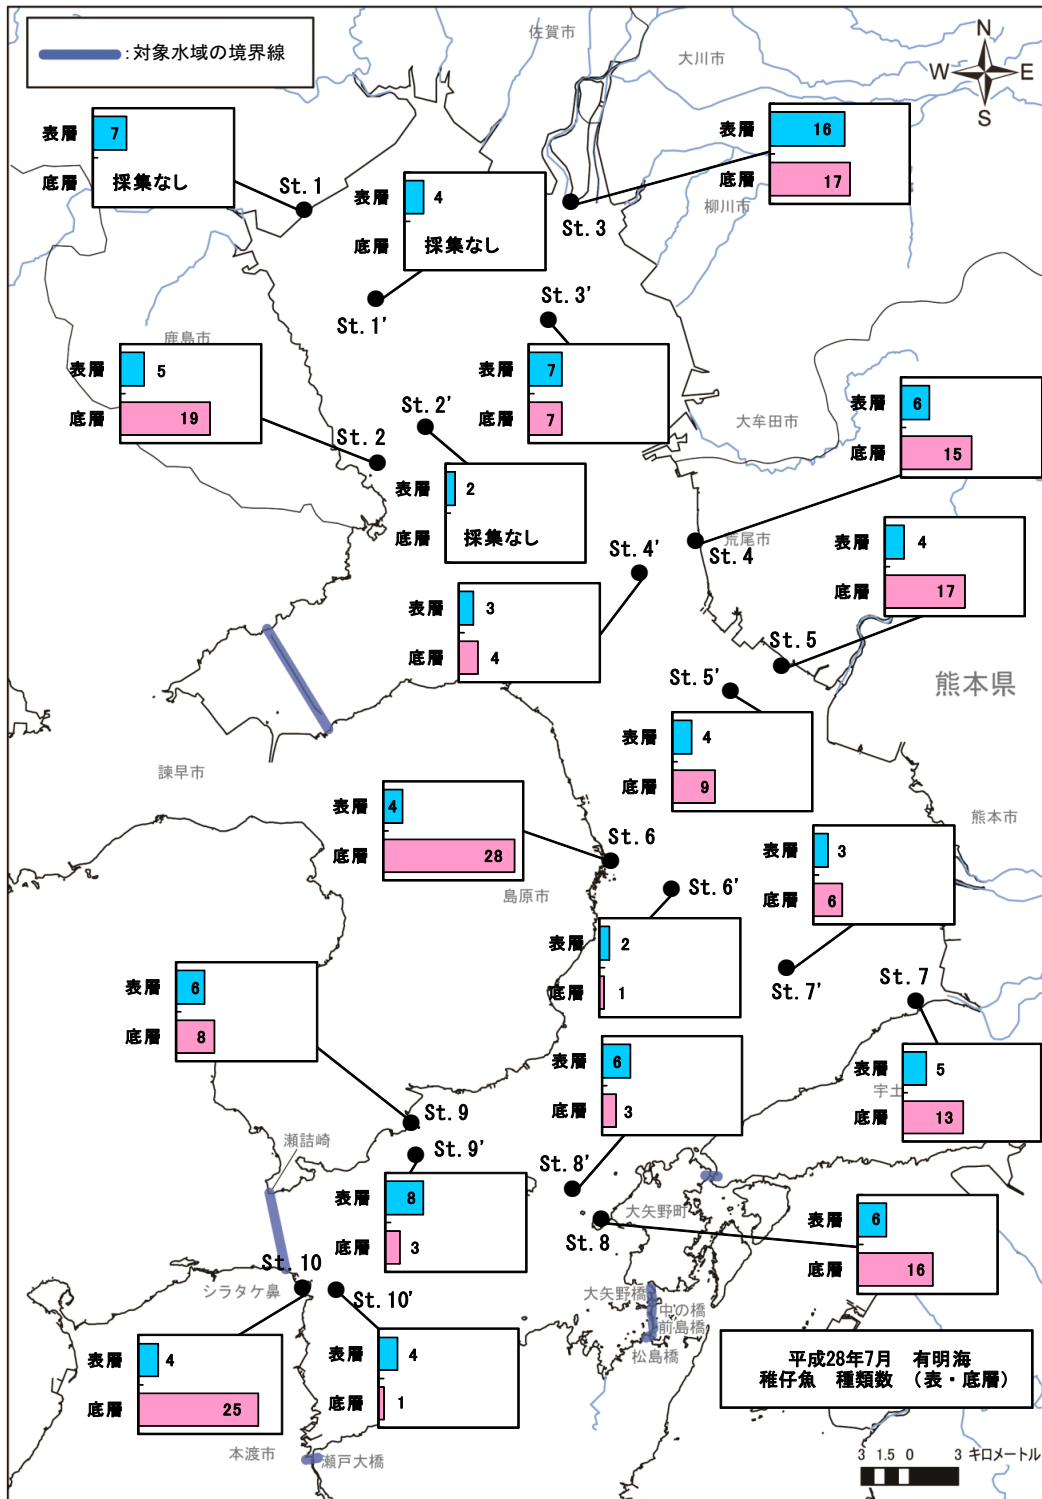 :対象水域の境界線
佐賀市
大川市
N
W E
S
表層 7
底層 採集なし
St. 1
表層 4
底層 採集なし
St. 1'
表層 16
底層 17
St. 3
柳川市
St. 3'
表層 7
底層 7
鹿島市
表層 5
底層 19
St. 2
St. 2'
表層 2
底層 採集なし
大牟田市
表層 6
底層 15
荒尾市
St. 4
St. 4'
表層 3
底層 4
表層 4
底層 17
St. 5
St. 5'
表層 4
底層 9
熊本県
諫早市
表層 4
底層 28
St. 6
島原市
St. 6'
表層 2
底層 1
熊本市
表層 3
底層 6
St. 7'
St. 7
表層 5
底層 13
宇土
表層 6
底層 8
St. 9
瀬詰崎
St. 9'
表層 8
底層 3
表層 6
底層 3
St. 8'
St. 8
大矢野町
表層 6
底層 16
St. 10
シラタケ鼻
St. 10'
大矢野橋
中の橋
前島橋
松島橋
表層 4
底層 25
表層 4
底層 1
本渡市
瀬戸大橋
平成28年7月 有明海
稚仔魚 種類数 (表・底層)
3 1.5 0 3 キロメートル